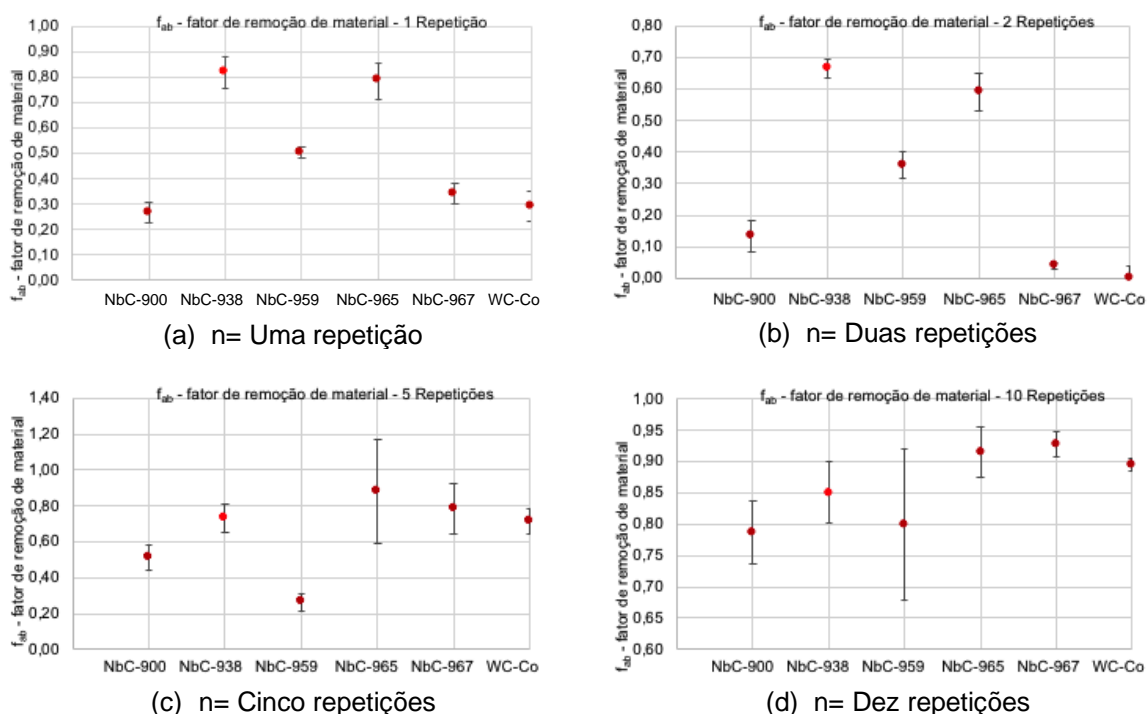 f_ab - fator de remoção de material - 1 Repetição
f_ab - fator de remoção de material
1,00
0,90
0,80
0,70
0,60
0,50
0,40
0,30
0,20
0,10
0,00
NbC-900 NbC-938 NbC-959 NbC-965 NbC-967 WC-Co
(a) n= Uma repetição
f_ab - fator de remoção de material - 2 Repetições
f_ab - fator de remoção de material
0,80
0,70
0,60
0,50
0,40
0,30
0,20
0,10
0,00
NbC-900 NbC-938 NbC-959 NbC-965 NbC-967 WC-Co
(b) n= Duas repetições
f_ab - fator de remoção de material - 5 Repetições
f_ab - fator de remoção de material
1,40
1,20
1,00
0,80
0,60
0,40
0,20
0,00
NbC-900 NbC-938 NbC-959 NbC-965 NbC-967 WC-Co
(c) n= Cinco repetições
f_ab - fator de remoção de material - 10 Repetições
f_ab - fator de remoção de material
1,00
0,95
0,90
0,85
0,80
0,75
0,70
0,65
0,60
NbC-900 NbC-938 NbC-959 NbC-965 NbC-967 WC-Co
(d) n= Dez repetições